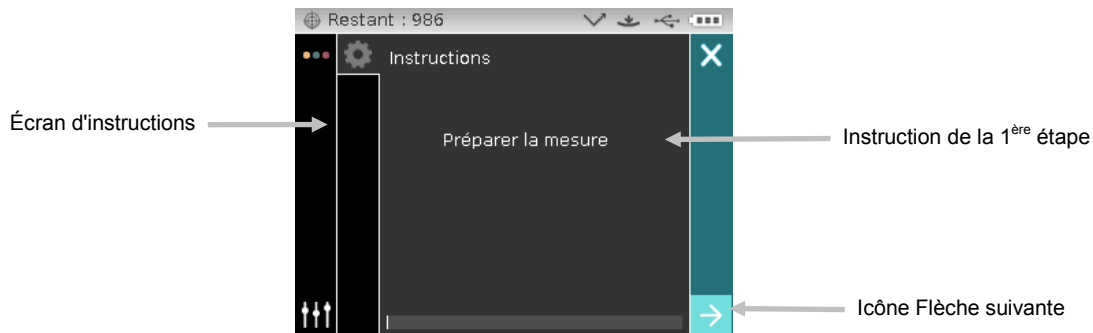 Restant : 986
Instructions
Écran d'instructions
Préparer la mesure
Instruction de la 1ère étape
Icône Flèche suivante